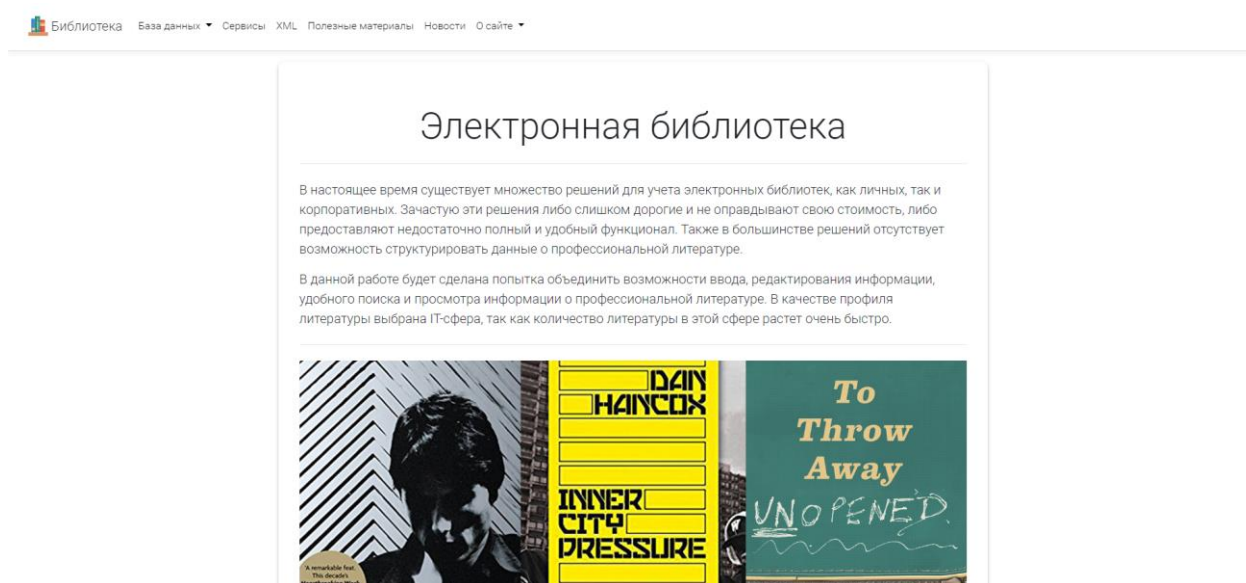 Библиотека База данных Сервисы XML Полезные материалы Новости О сайте
Электронная библиотека
В настоящее время существует множество решений для учета электронных библиотек, как личных, так и
корпоративных. Зачастую эти решения либо слишком дорогие и не оправдывают свою стоимость, либо
предоставляют недостаточно полный и удобный функционал. Также в большинстве решений отсутствует
возможность структурировать данные о профессиональной литературе.
В данной работе будет сделана попытка объединить возможности ввода, редактирования информации,
удобного поиска и просмотра информации о профессиональной литературе. В качестве профиля
литературы выбрана IT-сфера, так как количество литературы в этой сфере растет очень быстро.
DAN
HANCOX
INNER
CITY
PRESSURE
To
Throw
Away
UNOPENED.
'A remarkable feat.
This decade's